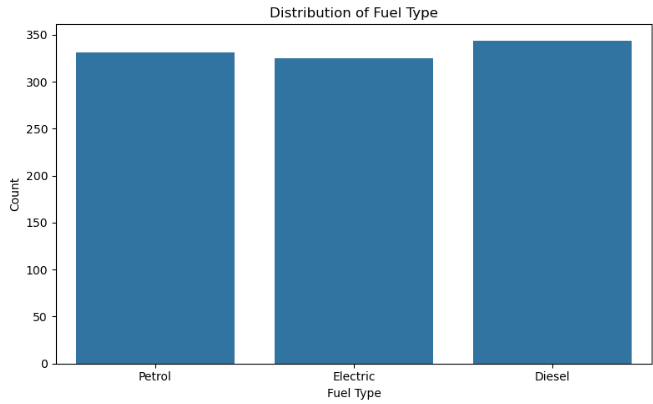 Distribution of Fuel Type
350
300
250
200
150
100
50
0
Count
Petrol Electric Diesel
Fuel Type